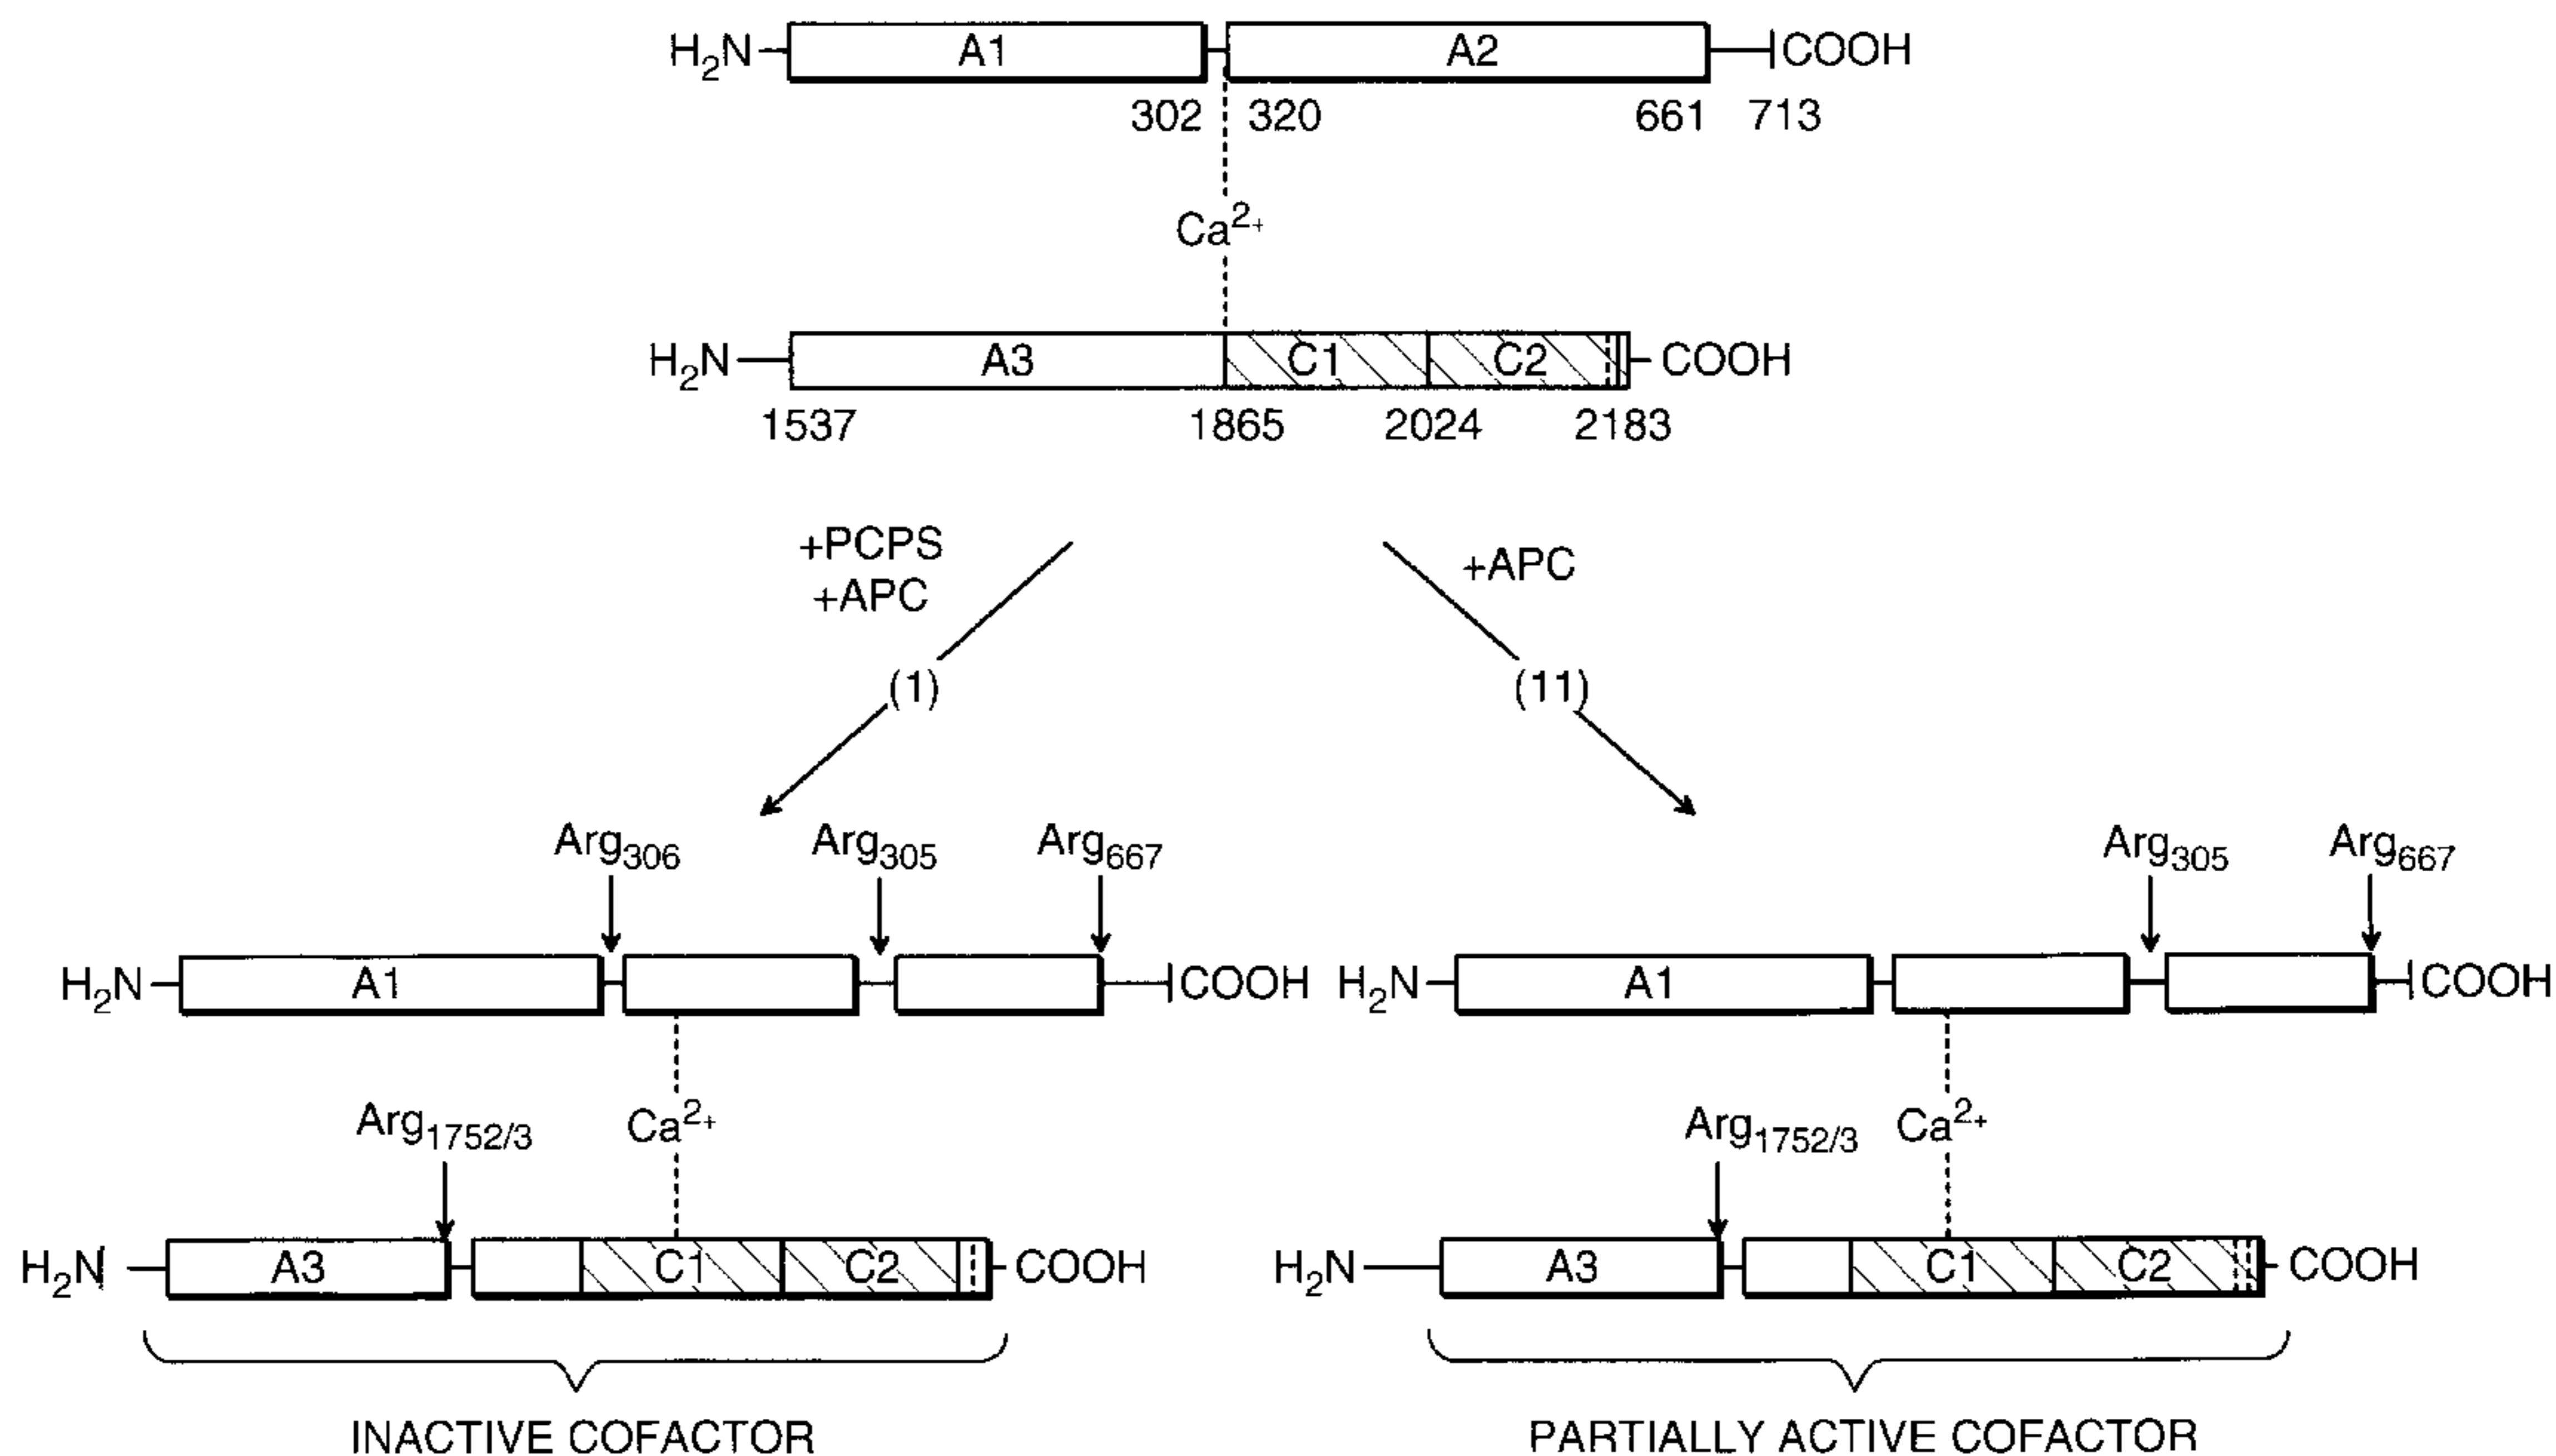 H₂N A1 A2 COOH
302 320 661 713
Ca²⁺
H₂N A3 C1 C2 COOH
1537 1865 2024 2183
+PCPS
+APC
+APC
(1) (11)
Arg₃₀₆ Arg₃₀₅ Arg₆₆₇
Arg₃₀₅ Arg₆₆₇
H₂N A1 COOH
H₂N A1 COOH
Arg₁₇₅₂/₃ Ca²⁺
Arg₁₇₅₂/₃ Ca²⁺
H₂N A3 C1 C2 COOH
H₂N A3 C1 C2 COOH
INACTIVE COFACTOR
PARTIALLY ACTIVE COFACTOR